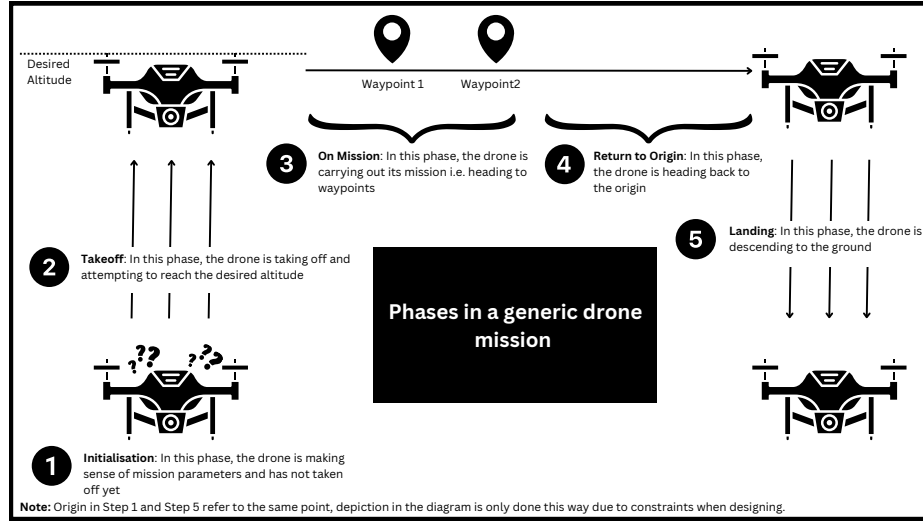 Desired
Altitude
Waypoint 1
Waypoint2
3
On Mission: In this phase, the drone is
carrying out its mission i.e. heading to
waypoints
4
Return to Origin: In this phase,
the drone is heading back to
the origin
2
Takeoff: In this phase, the drone is taking off and
attempting to reach the desired altitude
5
Landing: In this phase, the drone is
descending to the ground
Phases in a generic drone
mission
???
???
1
Initialisation: In this phase, the drone is making
sense of mission parameters and has not taken
off yet
Note: Origin in Step 1 and Step 5 refer to the same point, depiction in the diagram is only done this way due to constraints when designing.